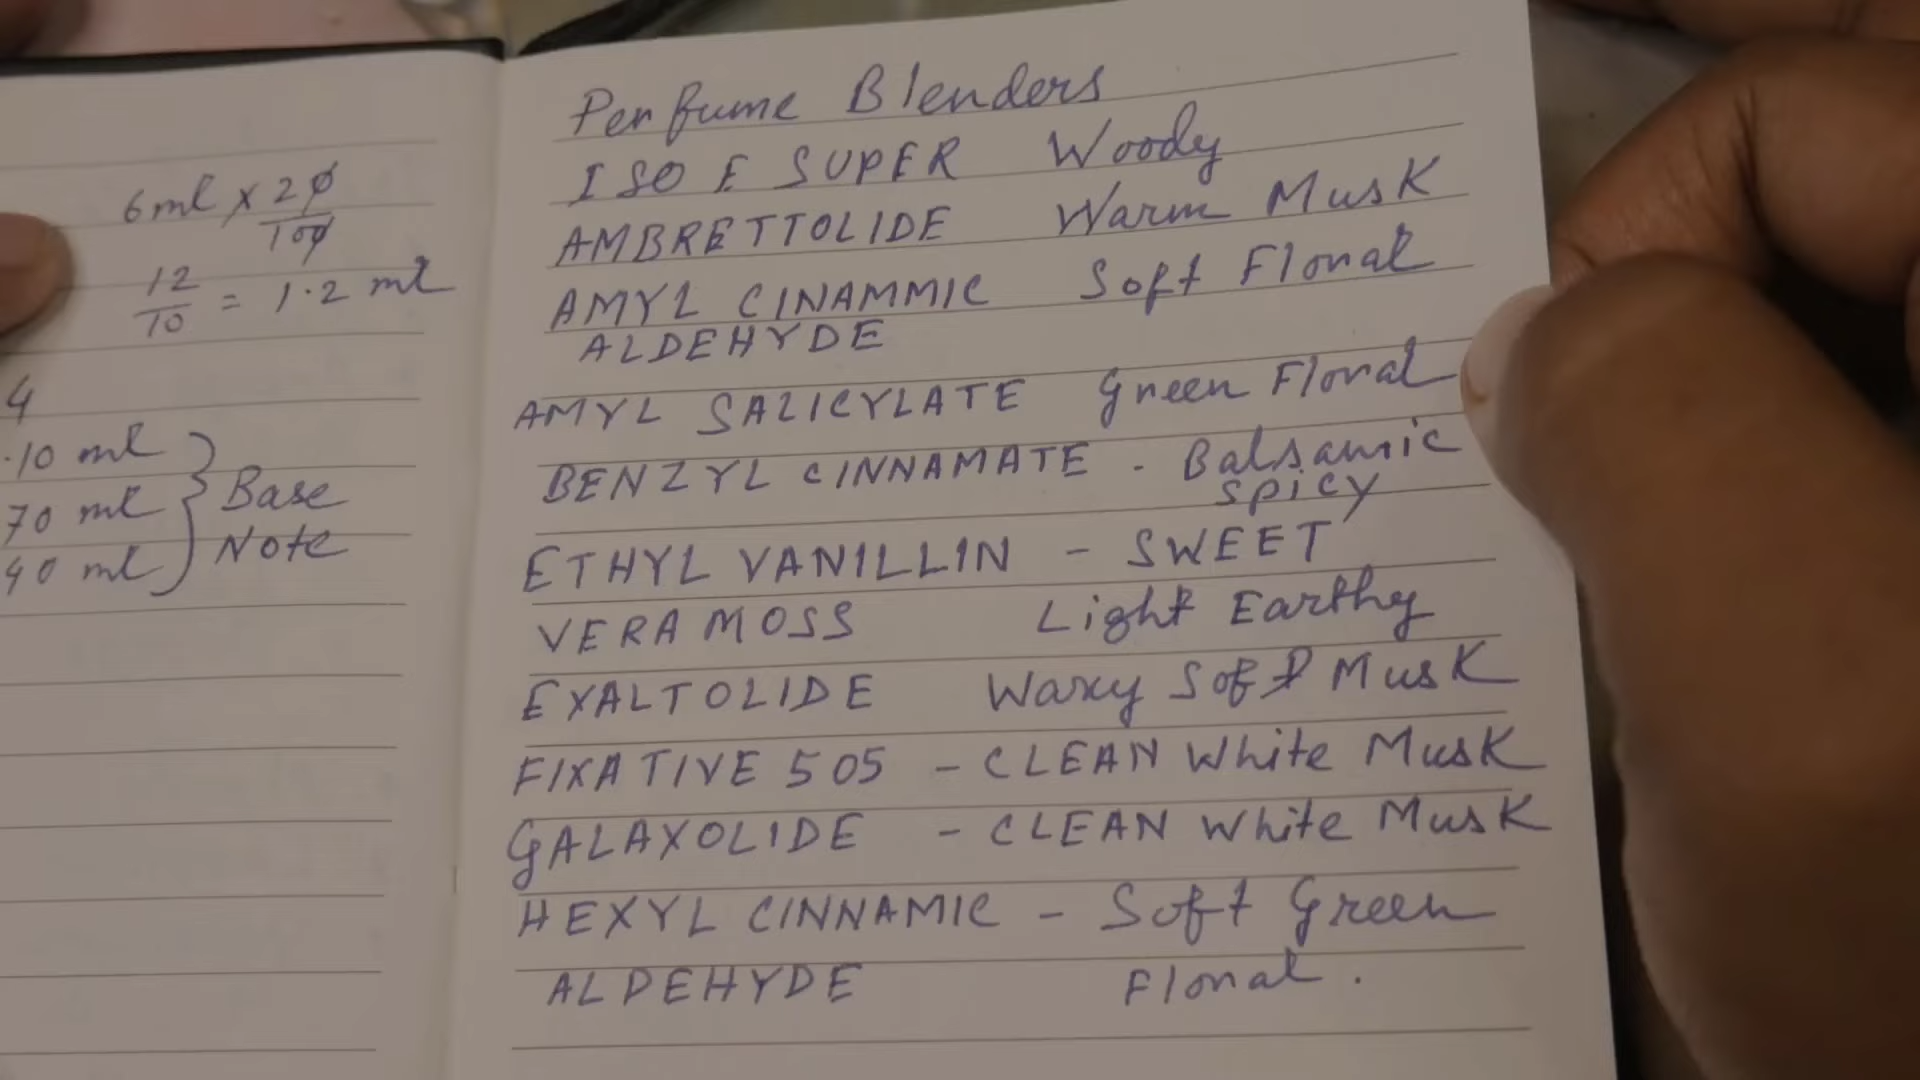 6ml x 20
100
12
10 = 1.2 ml
4
.10 ml
70 ml Base
40 ml Note
Perfume Blenders
ISO E SUPER Woody
AMBRETTOLIDE Warm Musk
AMYL CINAMMIC Soft Floral
ALDEHYDE
AMYL SALICYLATE Green Floral
BENZYL CINNAMATE - Balsamic
SPICY
ETHYL VANILLIN - SWEET
VERAMOSS Light Earthy
EXALTOLIDE Waxy Soft Musk
FIXATIVE 505 - CLEAN White Musk
GALAXOLIDE - CLEAN White Musk
HEXYL CINNAMIC - Soft Green
ALDEHYDE Floral.